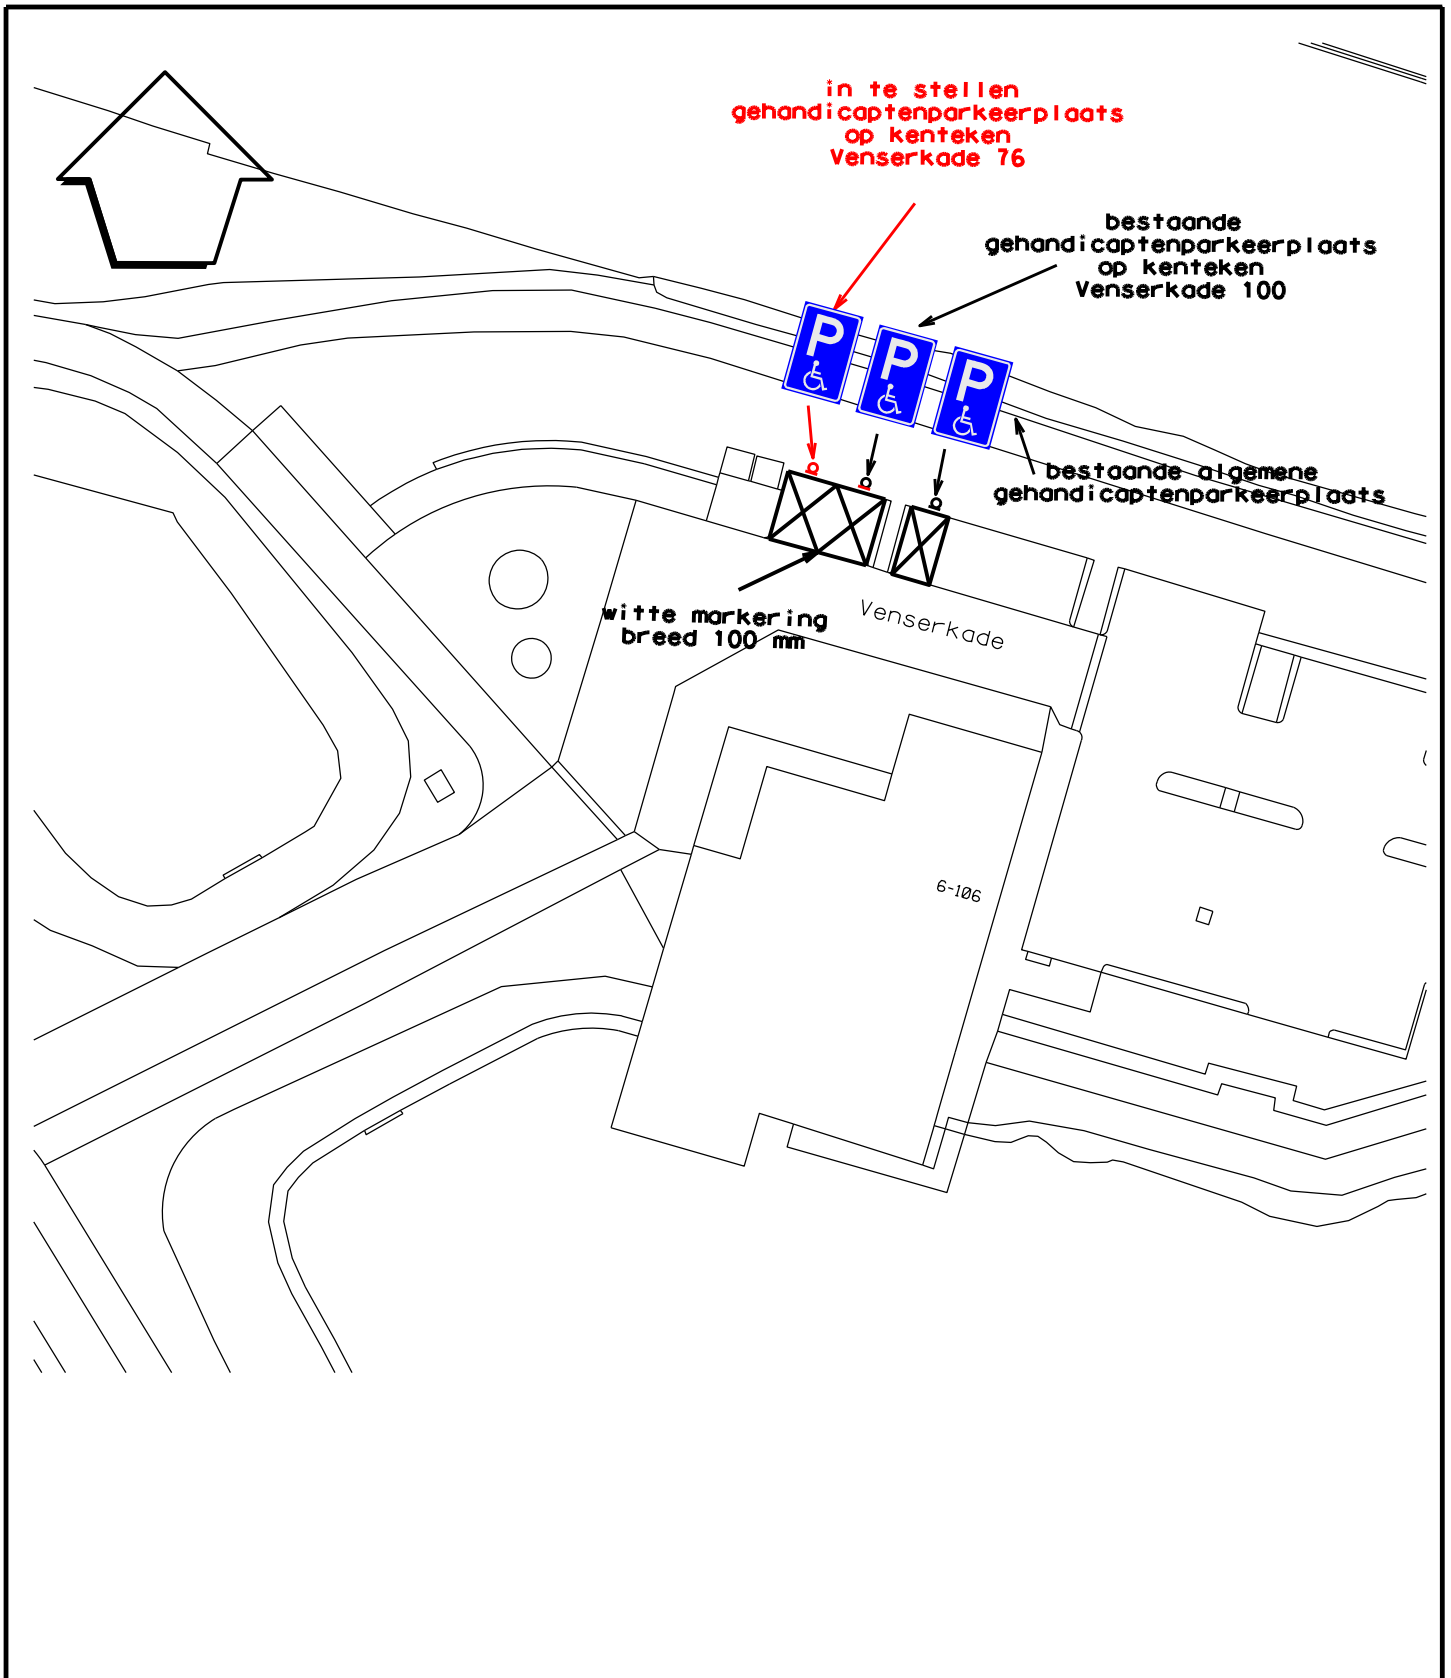 in te stellen
gehandicaptenparkeerplaats
op kenteken
Venserkade 76
bestaande
gehandicaptenparkeerplaats
op kenteken
Venserkade 100
P
P
P
bestaande algemene
gehandicaptenparkeerplaats
witte markering
breed 100 mm
Venserkade
6-106